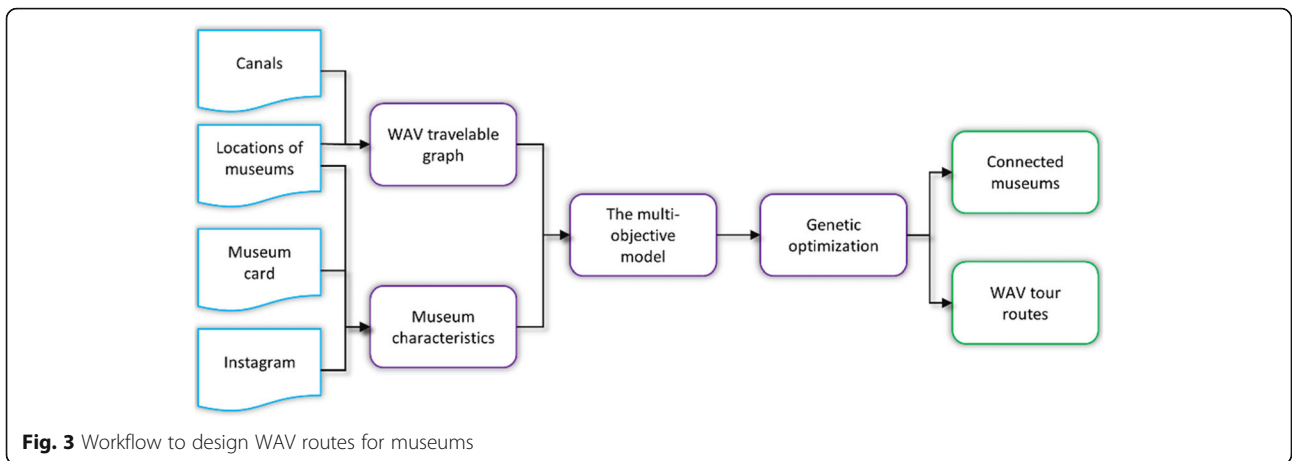 Canals
Locations of
museums
Museum
card
Instagram
WAV travelable
graph
Museum
characteristics
The multi-
objective
model
Genetic
optimization
Connected
museums
WAV tour
routes
Fig. 3 Workflow to design WAV routes for museums